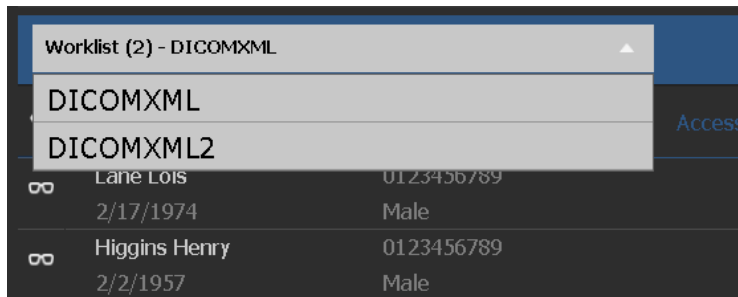 Worklist (2) - DICOMXML
DICOMXML
Access
DICOMXML2
Lane Lois 0123456789
2/17/1974 Male
Higgins Henry 0123456789
2/2/1957 Male